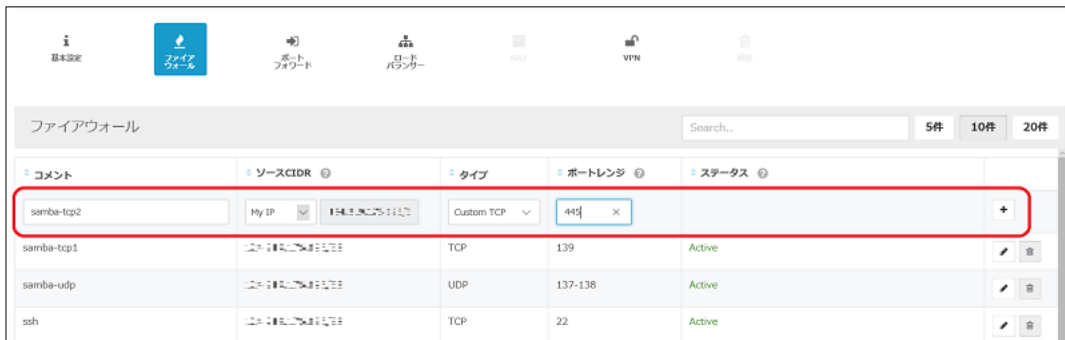 基本設定
ファイア
ウォール
ポート
フォワード
ロード
バランサー
NAT
VPN
ファイアウォール
Search..
5件 10件 20件
コメント ソースCIDR タイプ ポートレンジ ステータス
samba-tcp2 My IP Custom TCP 445
samba-tcp1 TCP 139 Active
samba-udp UDP 137-138 Active
ssh TCP 22 Active